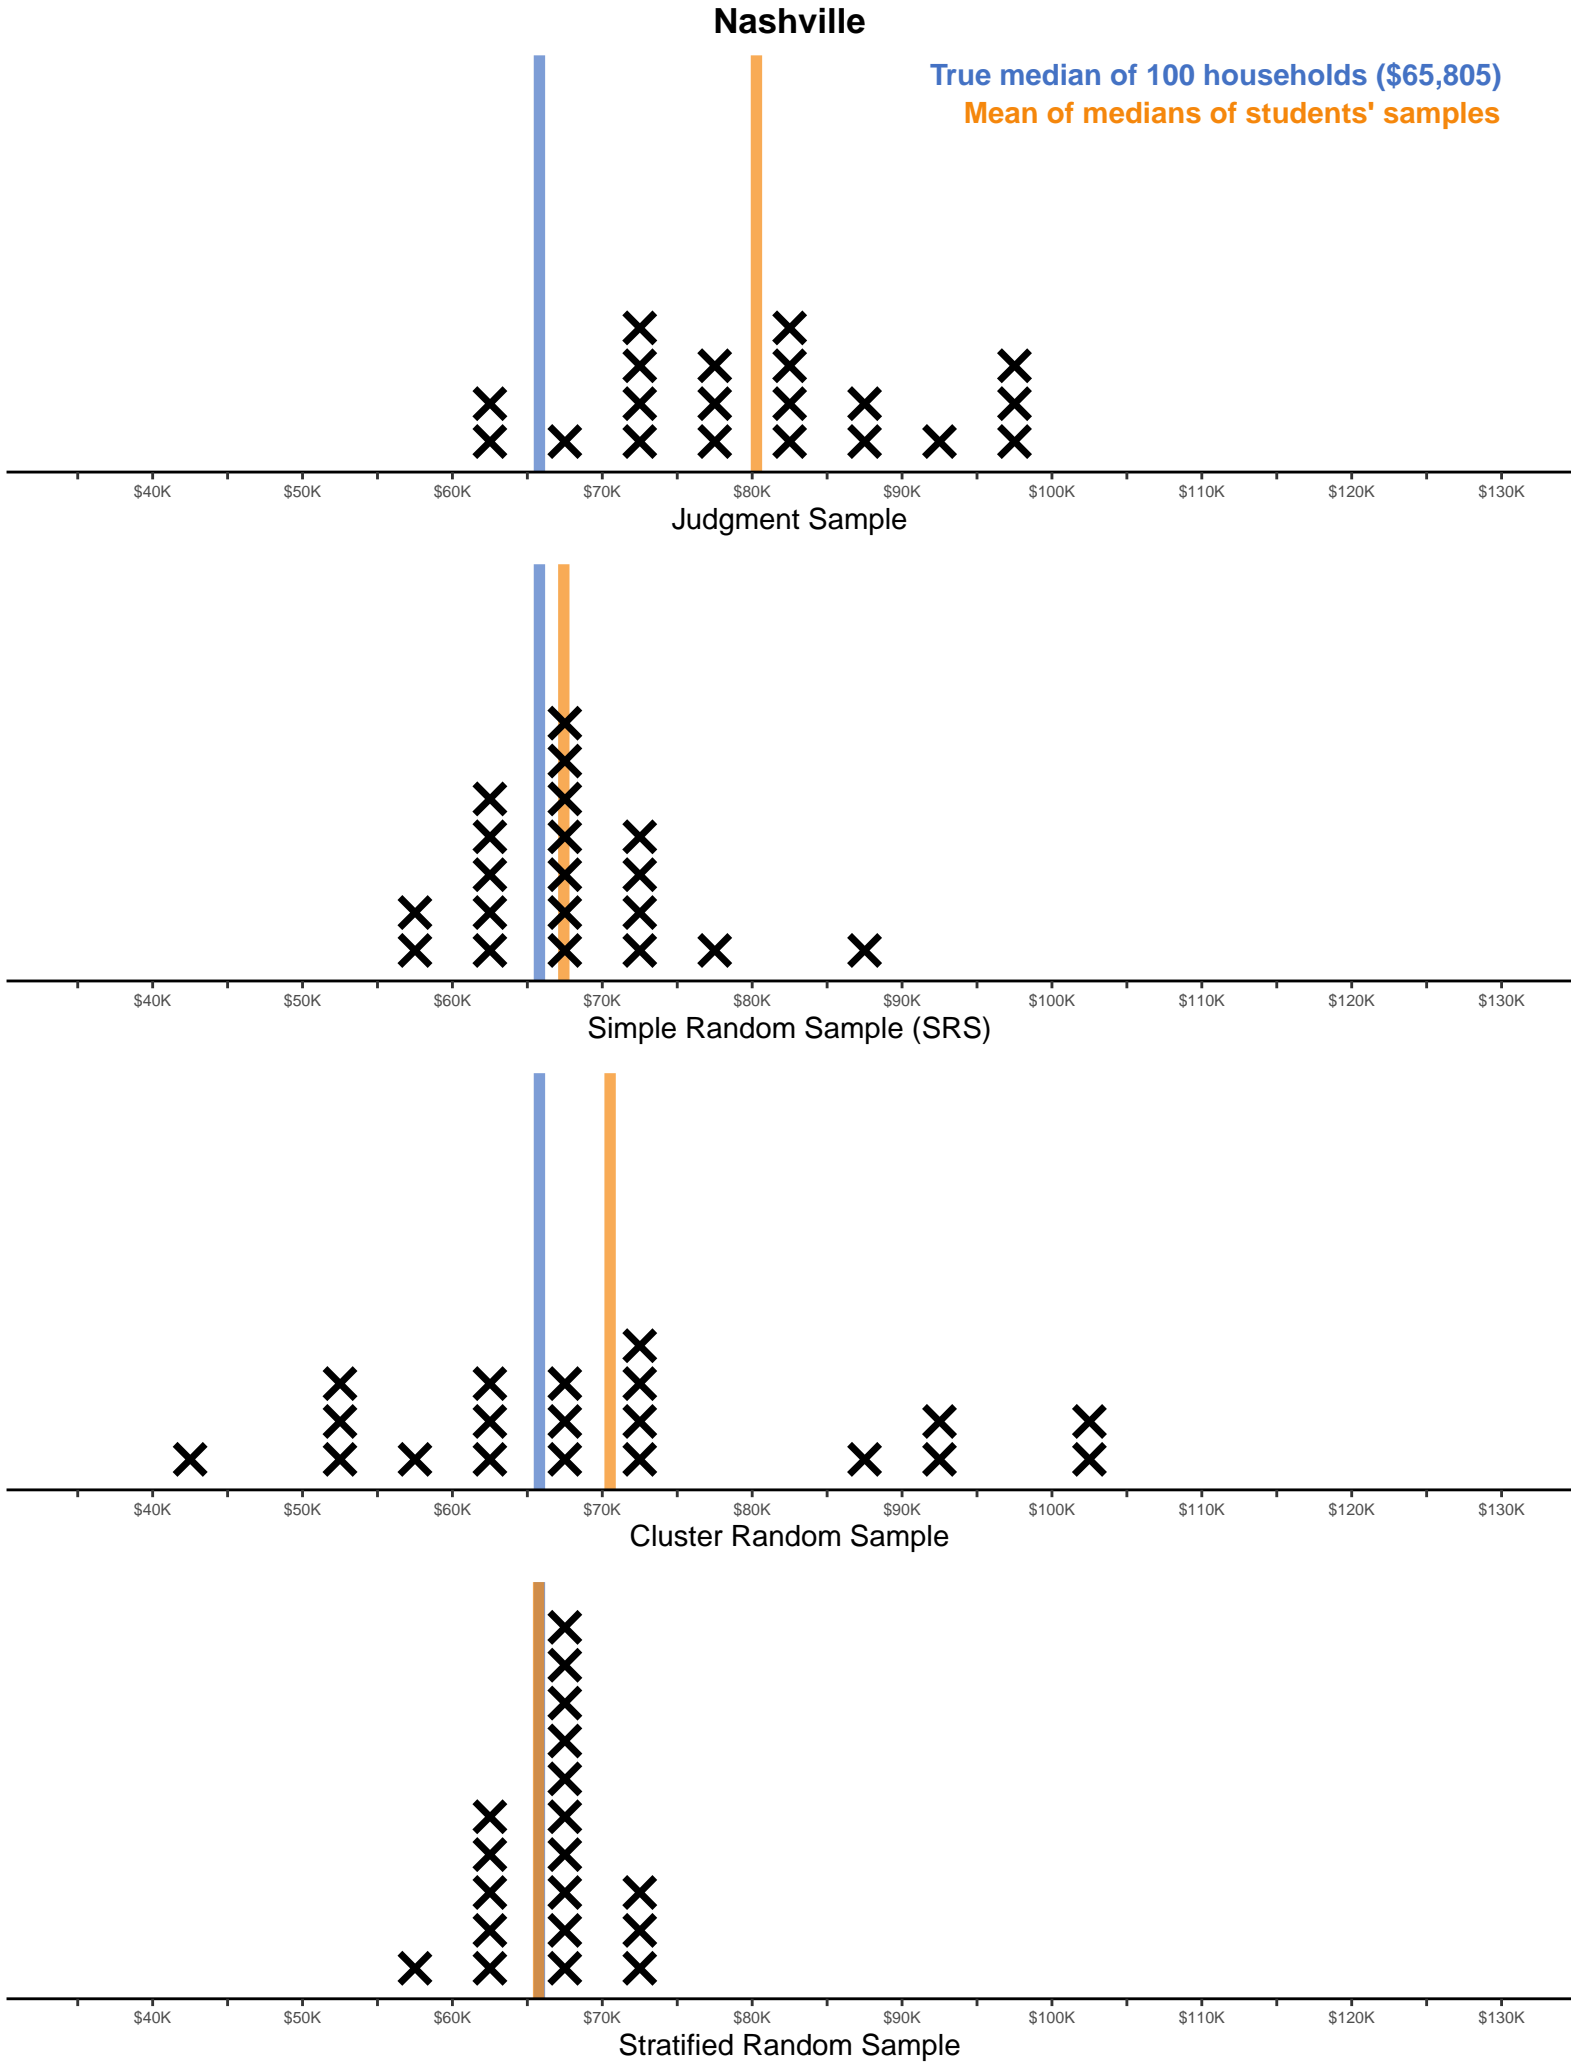 Nashville
True median of 100 households ($65,805)
Mean of medians of students' samples
$40K $50K $60K $70K $80K $90K $100K $110K $120K $130K
Judgment Sample
$40K $50K $60K $70K $80K $90K $100K $110K $120K $130K
Simple Random Sample (SRS)
$40K $50K $60K $70K $80K $90K $100K $110K $120K $130K
Cluster Random Sample
$40K $50K $60K $70K $80K $90K $100K $110K $120K $130K
Stratified Random Sample